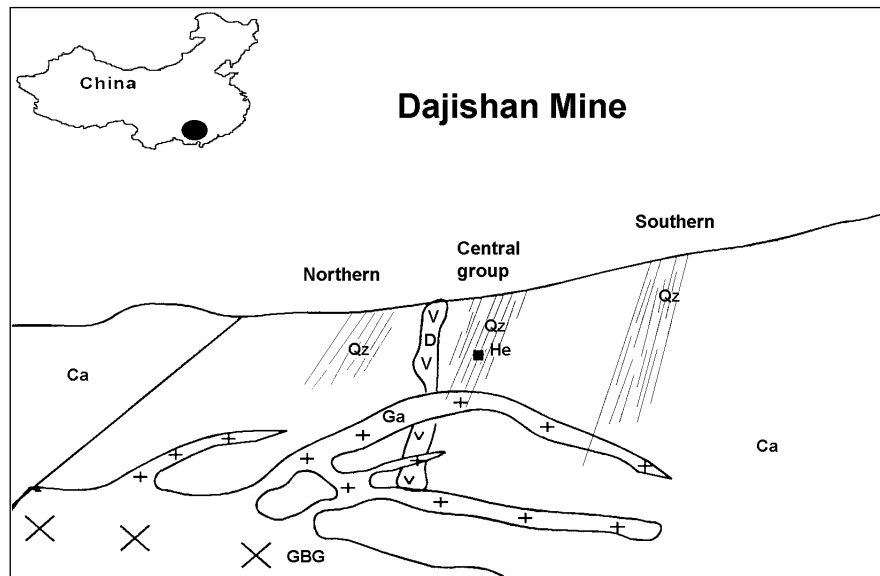 China
Dajishan Mine
Southern
Central
group
Northern
Qz
V
D
V
Qz
Qz
He
Ca
Ga
V
V
Ca
GBG